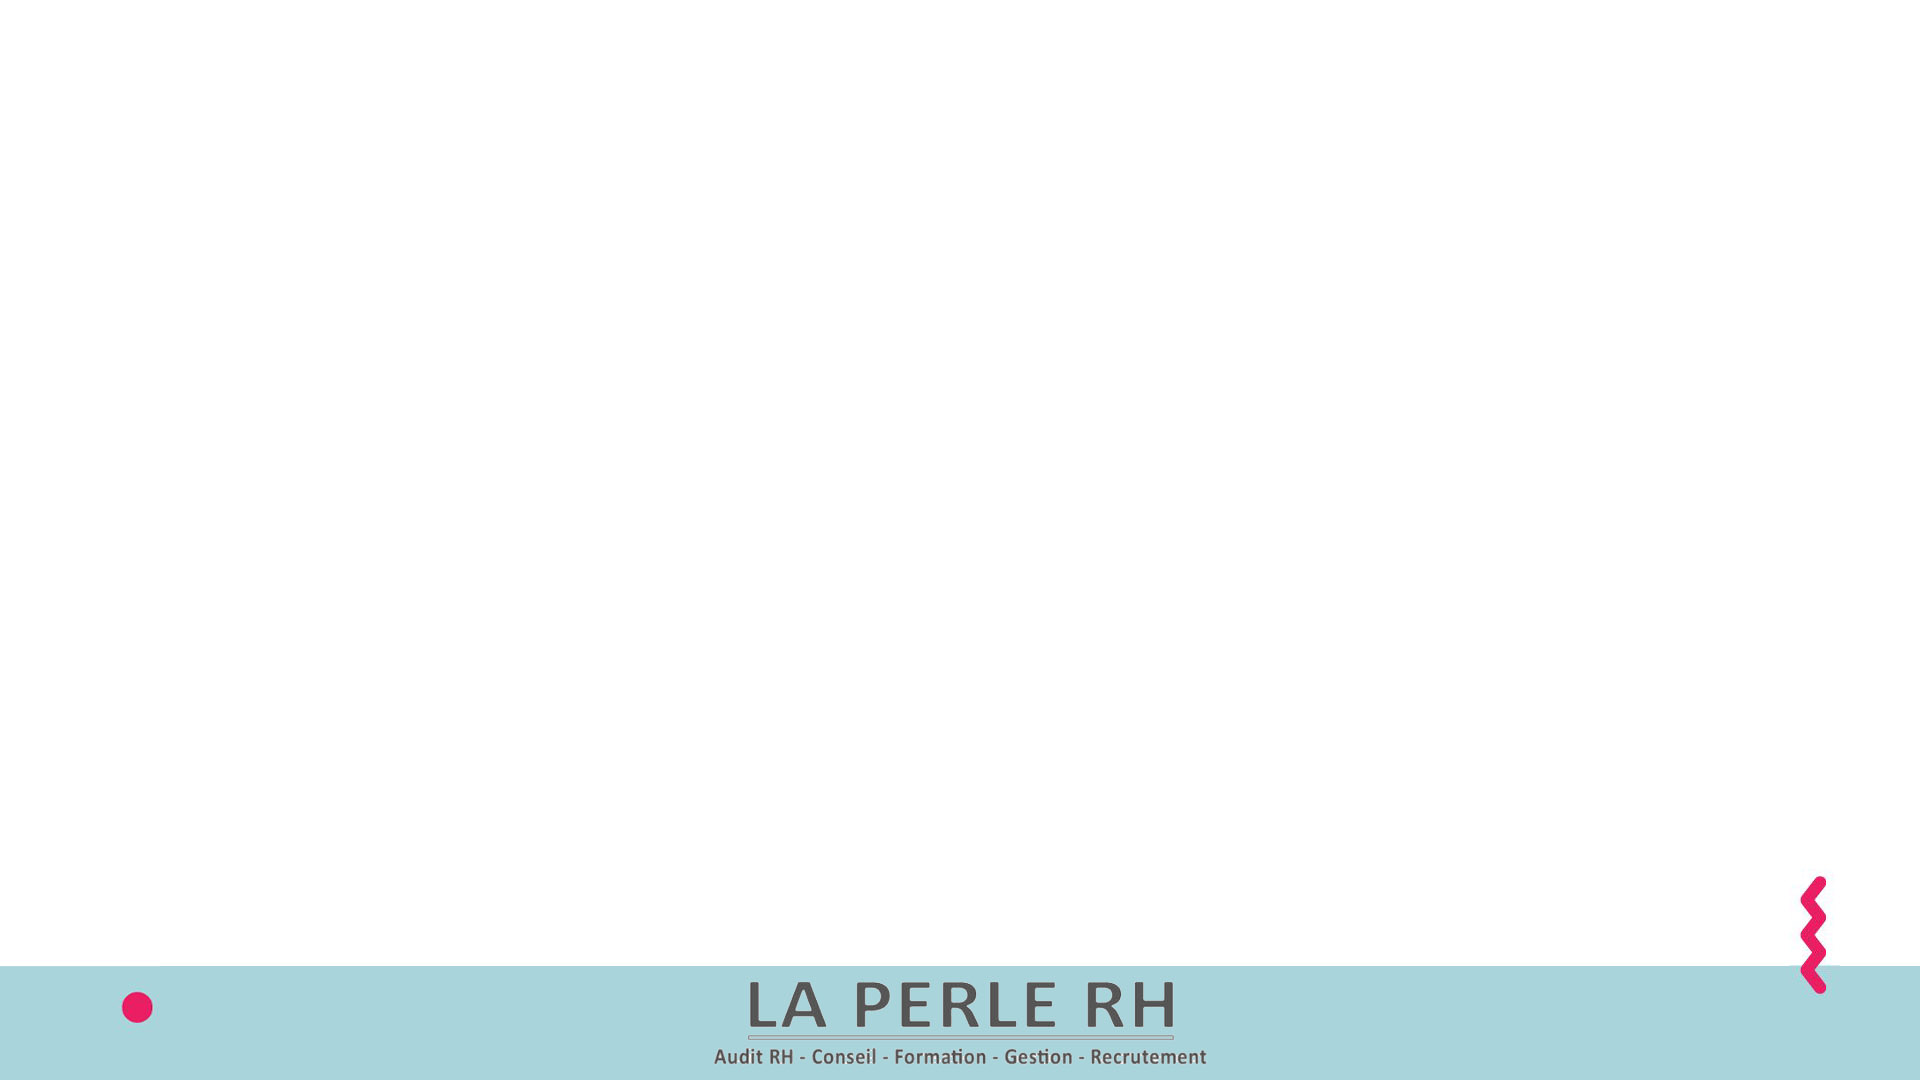 LA PERLE RH
Audit RH - Conseil - Formation - Gestion - Recrutement